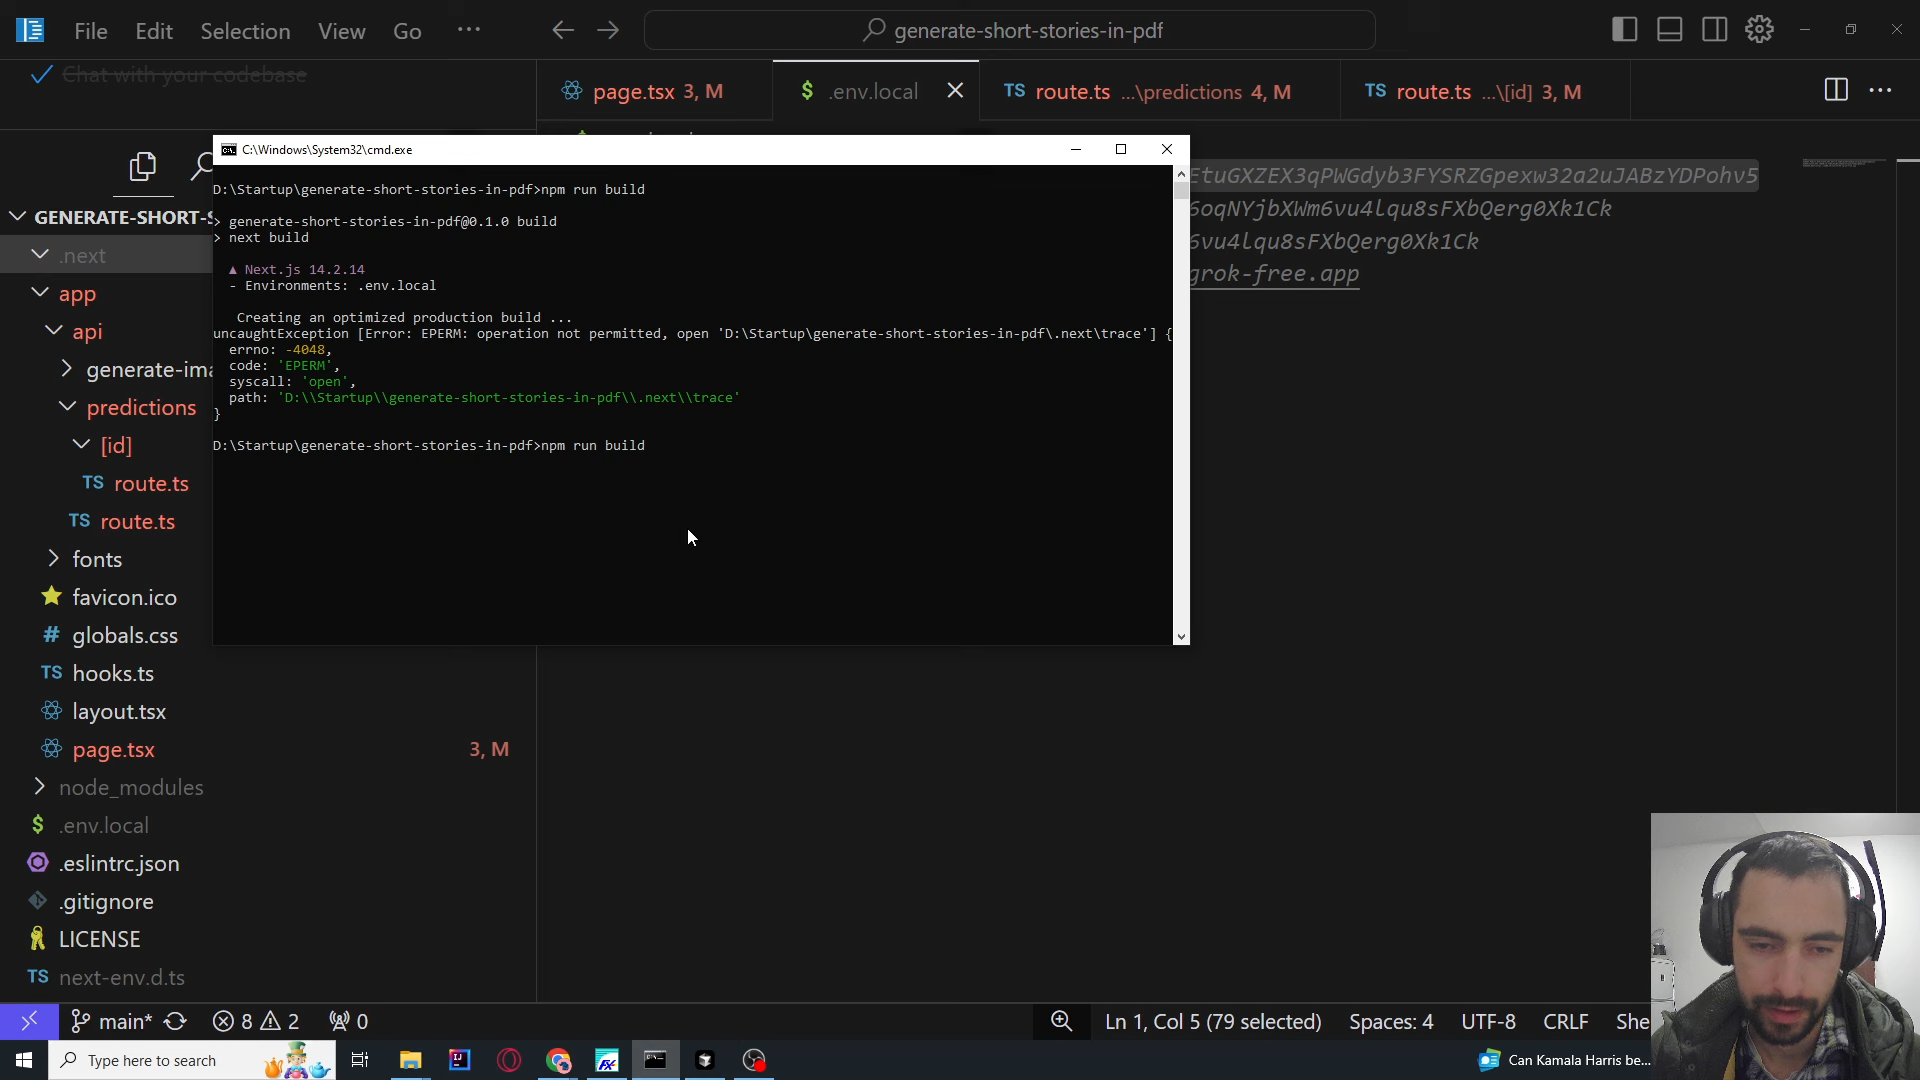 File Edit Selection View Go ···
generate-short-stories-in-pdf
Chat with your codebase
page.tsx 3, M
$ .env.local
TS route.ts ...\predictions 4, M
TS route.ts ...\[id] 3, M
C:\Windows\System32\cmd.exe
D:\Startup\generate-short-stories-in-pdf>npm run build
> generate-short-stories-in-pdf@0.1.0 build
> next build
▲ Next.js 14.2.14
- Environments: .env.local
Creating an optimized production build ...
uncaughtException [Error: EPERM: operation not permitted, open 'D:\Startup\generate-short-stories-in-pdf\.next\trace'] {
errno: -4048,
code: 'EPERM',
syscall: 'open',
path: 'D:\\Startup\\generate-short-stories-in-pdf\\.next\\trace'
}
D:\Startup\generate-short-stories-in-pdf>npm run build
EtuGXZEX3qPWGdyb3FYSRZGpexw32a2uJABzYDPohv5
6oqNYjbXWm6vu4Lqu8sFXbQerg0Xk1Ck
6vu4Lqu8sFXbQerg0Xk1Ck
grok-free.app
GENERATE-SHORT-S
.next
app
api
generate-ima
predictions
[id]
TS route.ts
TS route.ts
fonts
favicon.ico
# globals.css
TS hooks.ts
layout.tsx
page.tsx 3, M
node_modules
$ .env.local
.eslintrc.json
.gitignore
LICENSE
TS next-env.d.ts
main* 8 2 0
Ln 1, Col 5 (79 selected) Spaces: 4 UTF-8 CRLF She
Type here to search
Can Kamala Harris be...